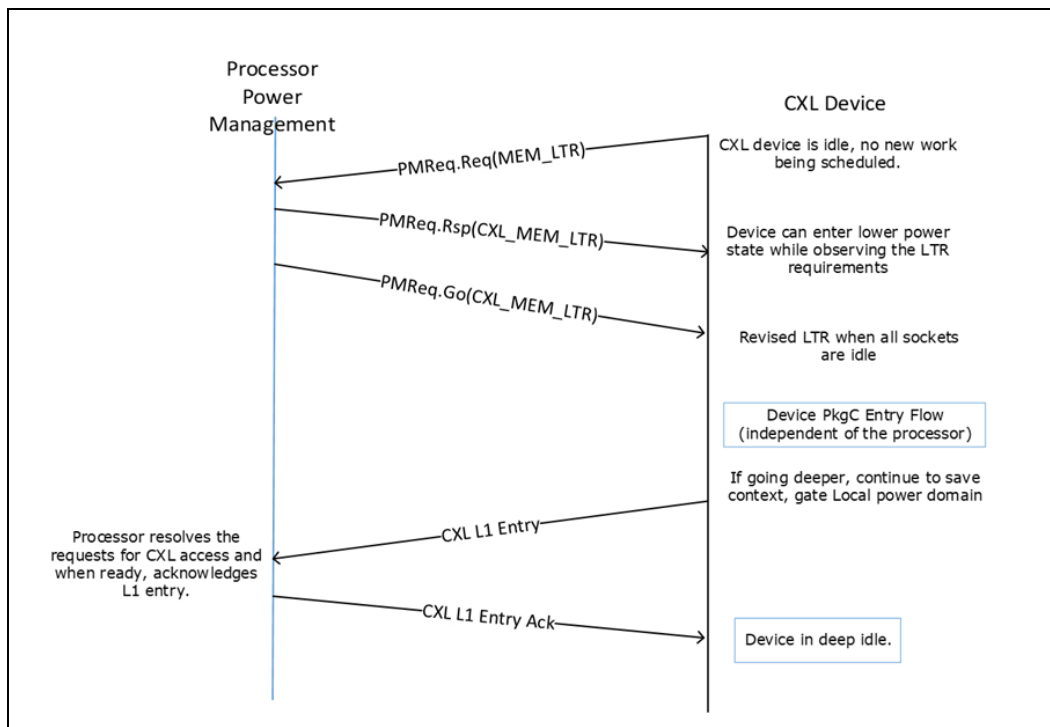 Processor
Power
Management
CXL Device
CXL device is idle, no new work
being scheduled.
PMReq.Req(MEM_LTR)
PMReq.Rsp(CXL_MEM_LTR)
Device can enter lower power
state while observing the LTR
requirements
PMReq.Go(CXL_MEM_LTR)
Revised LTR when all sockets
are idle
Device PkgC Entry Flow
(independent of the processor)
If going deeper, continue to save
context, gate Local power domain
CXL L1 Entry
Processor resolves the
requests for CXL access and
when ready, acknowledges
L1 entry.
CXL L1 Entry Ack
Device in deep idle.